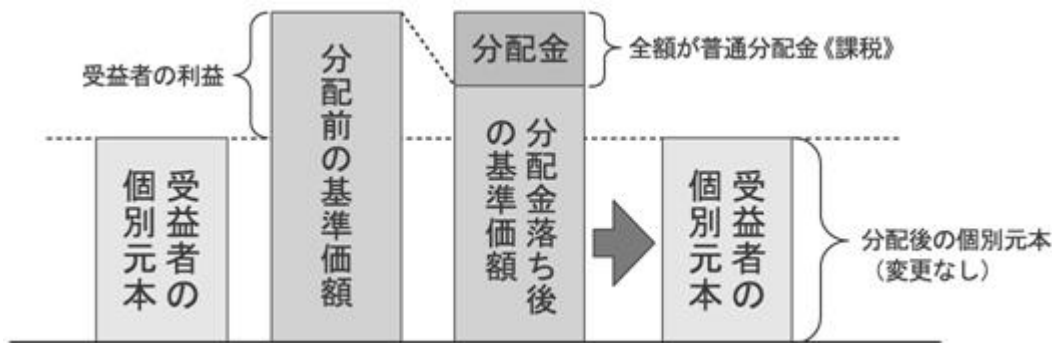 受益者の利益
受益者の
個別元本
分配前の基準価額
分配金
全額が普通分配金《課税》
分配金落ち後
の基準価額
受益者の
個別元本
分配後の個別元本
（変更なし）